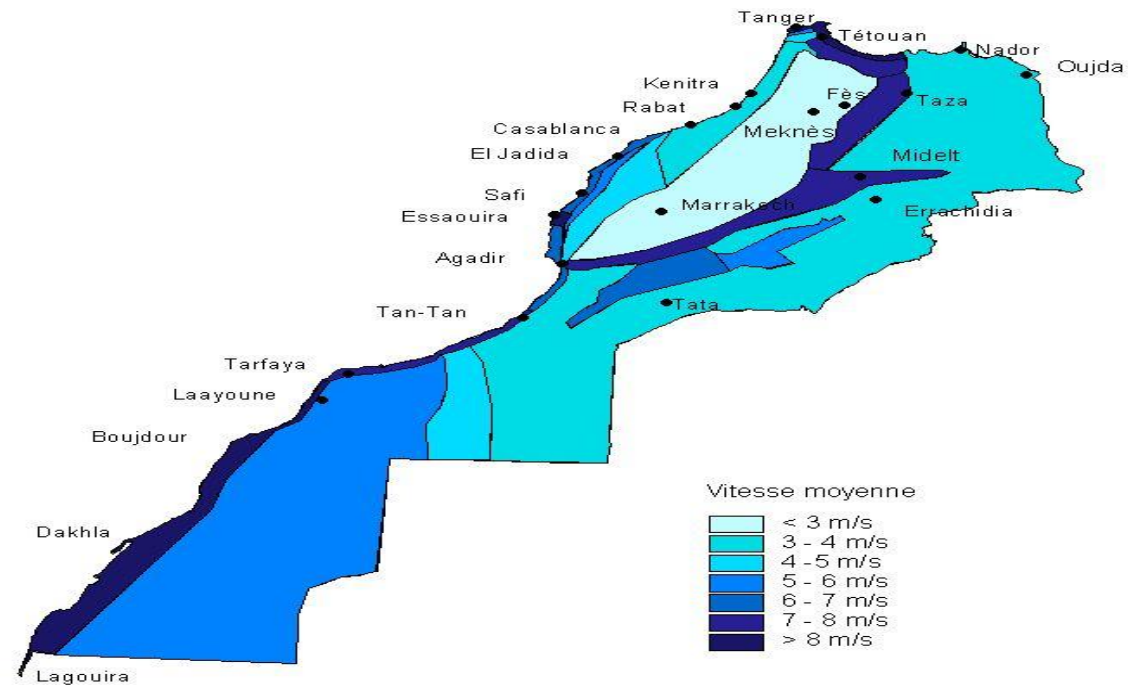 Tanger
Tétouan
Nador
Oujda
Kenitra
Fès
Rabat
Taza
Casablanca
Meknès
El Jadida
Midelt
Safi
Marrakech
Errachidia
Essaouira
Agadir
Tata
Tan-Tan
Tarfaya
Laayoune
Boujdour
Dakhla
Lagouira
Vitesse moyenne
< 3 m/s
3 - 4 m/s
4 -5 m/s
5 - 6 m/s
6 - 7 m/s
7 - 8 m/s
> 8 m/s